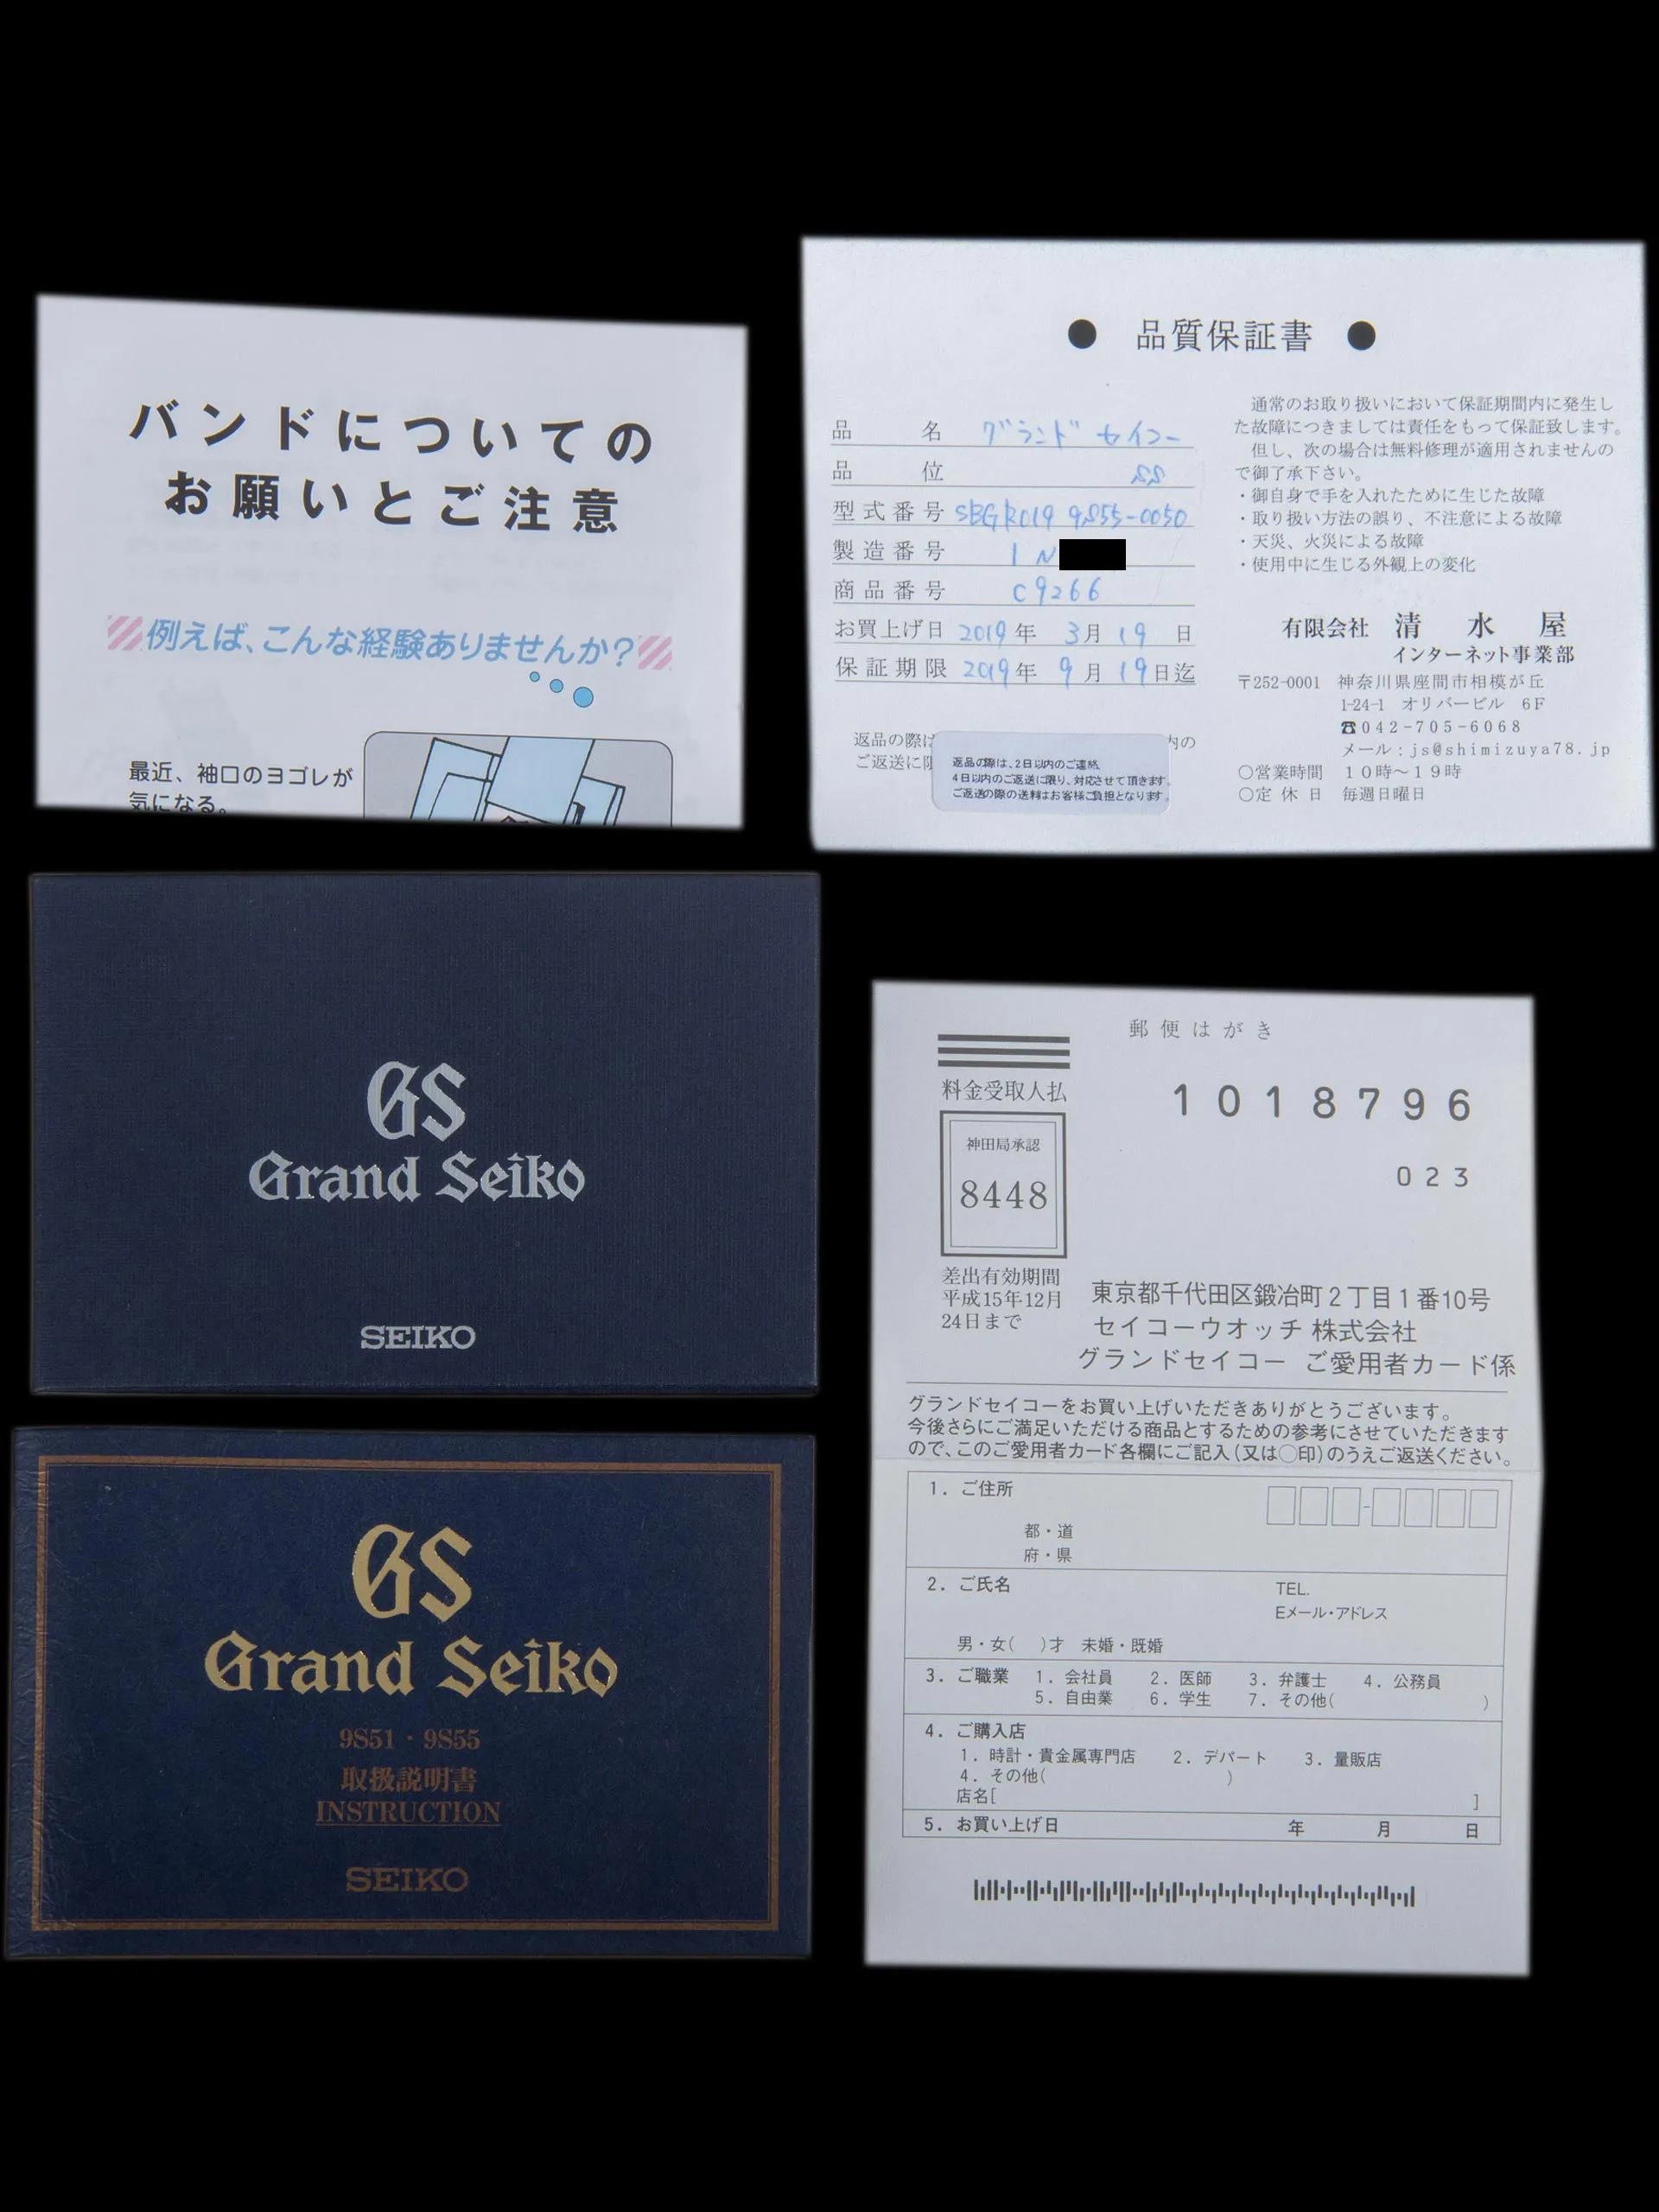 バンドについての
お願いとご注意
例えば、こんな経験ありませんか?
最近、袖口のヨゴレが
気になる。
● 品質保証書 ●
品名 グランドセイコー
品位 SS
型式番号 SBGR019 9S55-0050
製造番号 1N
商品番号 C9266
お買上げ日 2019年 3月 19日
保証期限 2019年 9月 19日迄
返品の際は 内の
ご返送に限
返品の際は、2日以内のご連絡、
4日以内のご返送に限り、対応させて頂きます。
ご返送の際の送料はお客様ご負担となります。
通常のお取り扱いにおいて保証期間内に発生し
た故障につきましては責任をもって保証致します。
但し、次の場合は無料修理が適用されませんの
で御了承下さい。
・御自身で手を入れたために生じた故障
・取り扱い方法の誤り、不注意による故障
・天災、火災による故障
・使用中に生じる外観上の変化
有限会社 清水屋
インターネット事業部
〒252-0001 神奈川県座間市相模が丘
1-24-1 オリバービル 6F
☎042-705-6068
メール:js@shimizuya78.jp
○営業時間 10時～19時
○定休日 毎週日曜日
GS
Grand Seiko
SEIKO
GS
Grand Seiko
9S51・9S55
取扱説明書
INSTRUCTION
SEIKO
郵便はがき
料金受取人払
1018796
神田局承認
8448
023
差出有効期間
平成15年12月
24日まで
東京都千代田区鍛冶町2丁目1番10号
セイコーウオッチ 株式会社
グランドセイコー ご愛用者カード係
グランドセイコーをお買い上げいただきありがとうございます。
今後さらにご満足いただける商品とするための参考にさせていただきます
ので、このご愛用者カード各欄にご記入(又は○印)のうえご返送ください。
1. ご住所
都・道
府・県
2. ご氏名 TEL.
Eメール・アドレス
男・女( )才 未婚・既婚
3. ご職業 1. 会社員 2. 医師 3. 弁護士 4. 公務員
5. 自由業 6. 学生 7. その他( )
4. ご購入店
1. 時計・貴金属専門店 2. デパート 3. 量販店
4. その他( )
店名[ ]
5. お買い上げ日 年 月 日